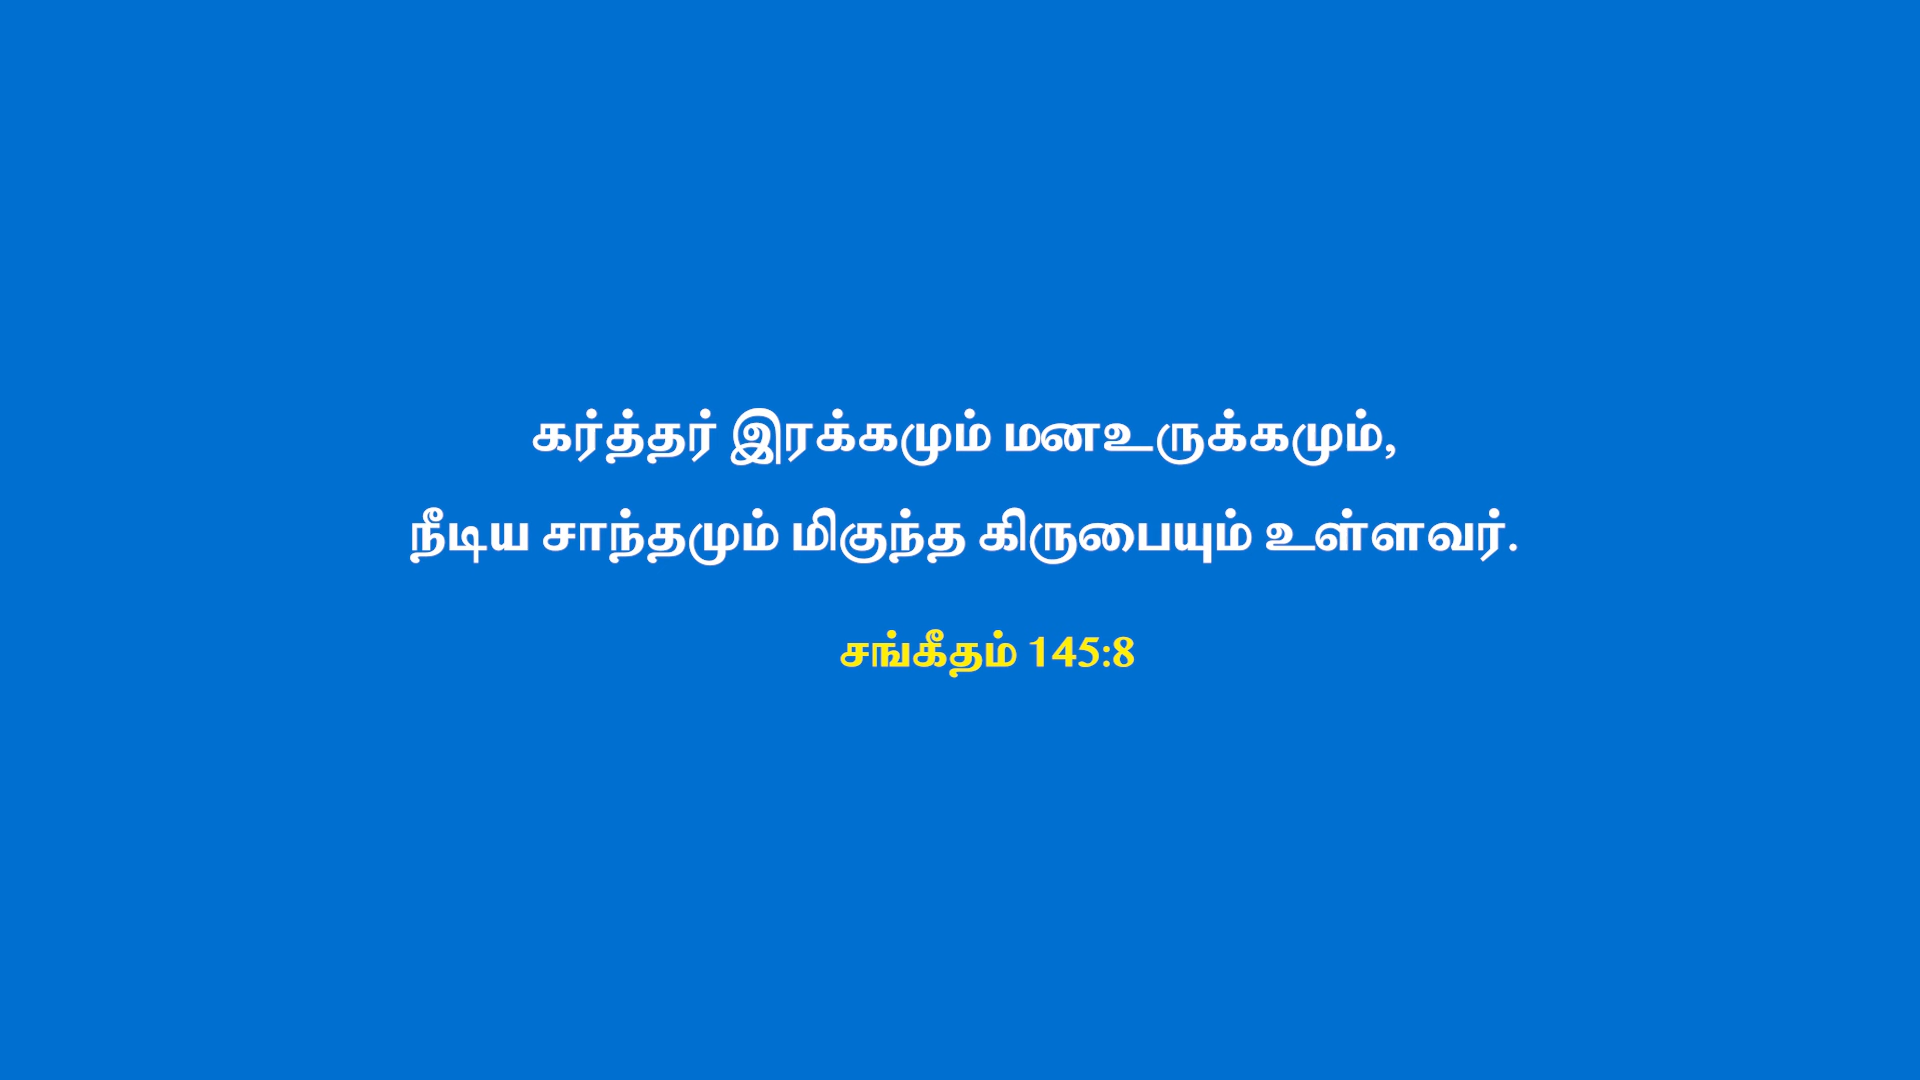 கர்த்தர் இரக்கமும் மனஉருக்கமும்,
நீடிய சாந்தமும் மிகுந்த கிருபையும் உள்ளவர்.
சங்கீதம் 145:8